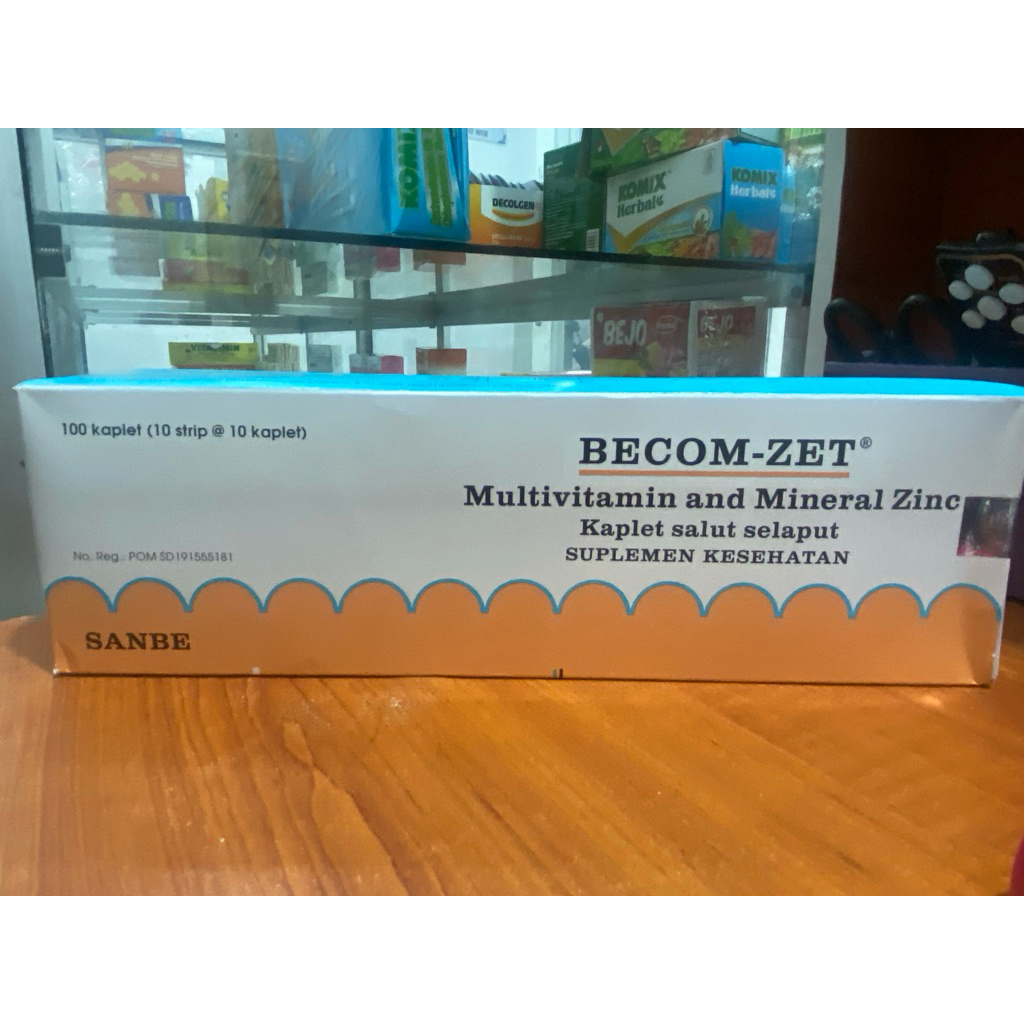 KOMIX
DECOLGEN
KOMIX
Herbal
KOMIX
Herbal
BEJO
BEJO
100 kaplet (10 strip @ 10 kaplet)
BECOM-ZET®
Multivitamin and Mineral Zinc
Kaplet salut selaput
SUPLEMEN KESEHATAN
No. Reg.: POM SD191555181
SANBE